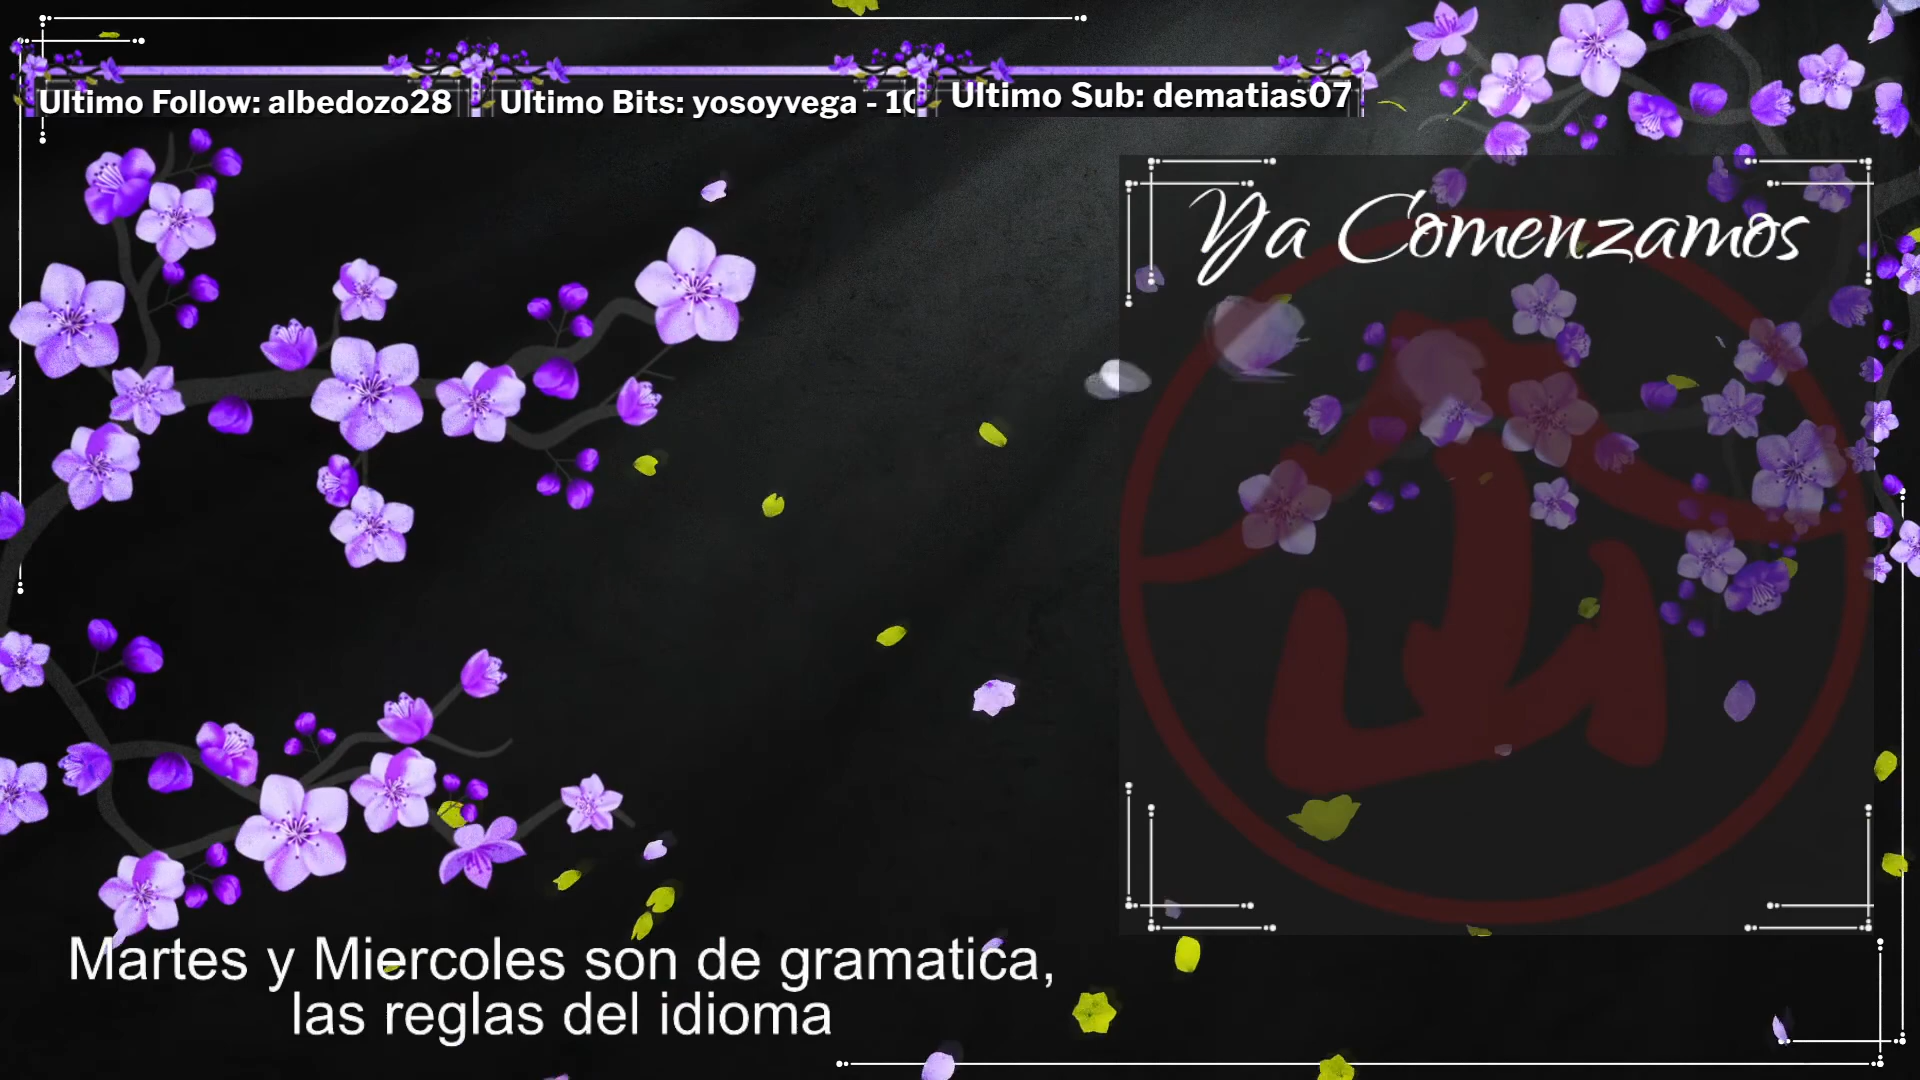 Ultimo Follow: albedozo28
Ultimo Bits: yosoyvega - 10
Ultimo Sub: dematias07
Ya Comenzamos
Martes y Miercoles son de gramatica,
las reglas del idioma